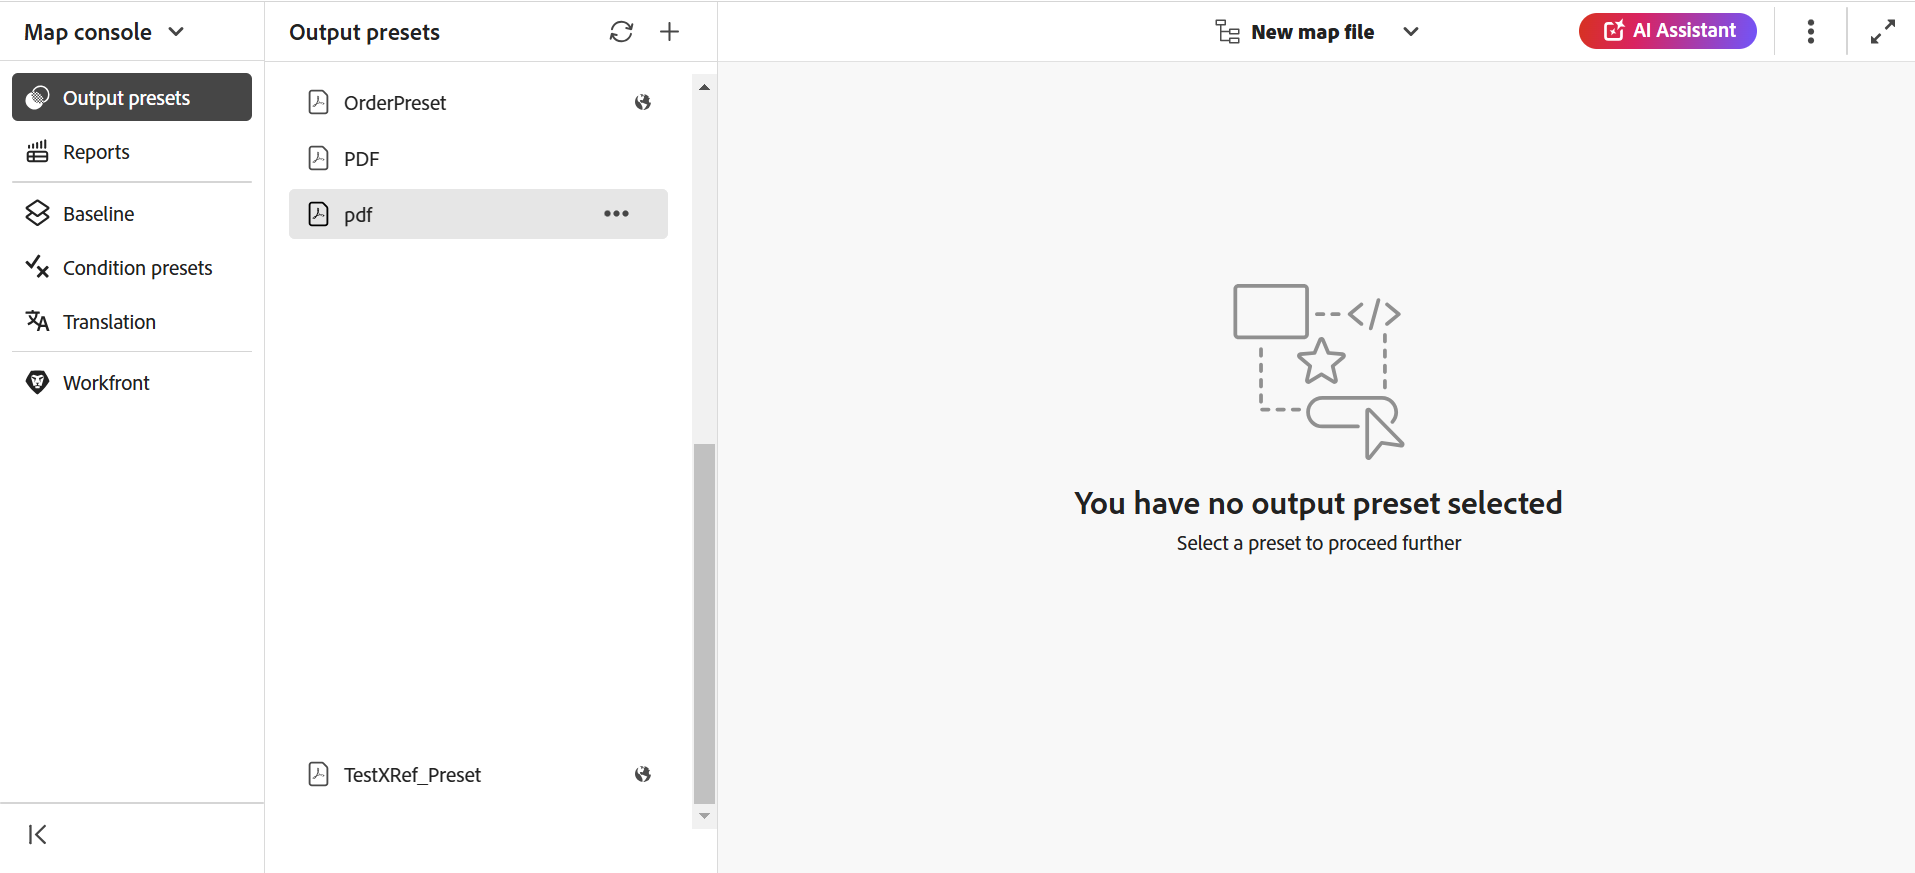 Map console
Output presets
New map file
AI Assistant
Output presets
Reports
Baseline
Condition presets
Translation
Workfront
OrderPreset
PDF
pdf
TestXRef_Preset
You have no output preset selected
Select a preset to proceed further